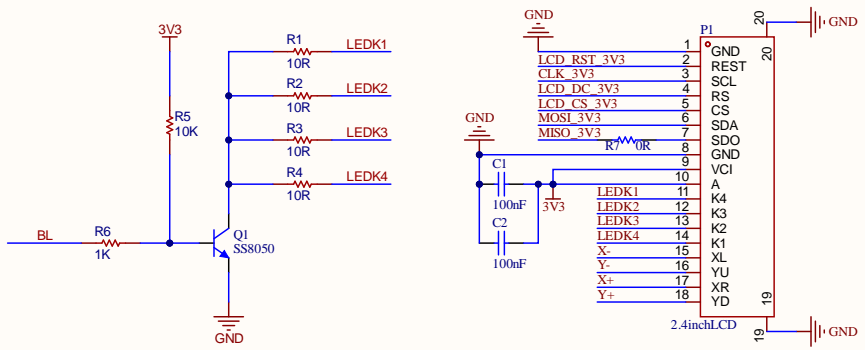 3V3
R5
10K
BL
R6
1K
R1
10R
LEDK1
R2
10R
LEDK2
R3
10R
LEDK3
R4
10R
LEDK4
Q1
SS8050
GND
GND
P1
20
GND
1 GND 20
LCD_RST_3V3 2 REST
CLK_3V3 3 SCL
LCD_DC_3V3 4 RS
LCD_CS_3V3 5 CS
MOSI_3V3 6 SDA
MISO_3V3 R7 0R 7 SDO
GND
8 GND
9 VCI
10 A
C1
100nF
3V3
C2
100nF
LEDK1 11 K4
LEDK2 12 K3
LEDK3 13 K2
LEDK4 14 K1
X- 15 XL
Y- 16 YU
X+ 17 XR
Y+ 18 YD
19
2.4inchLCD
19
GND